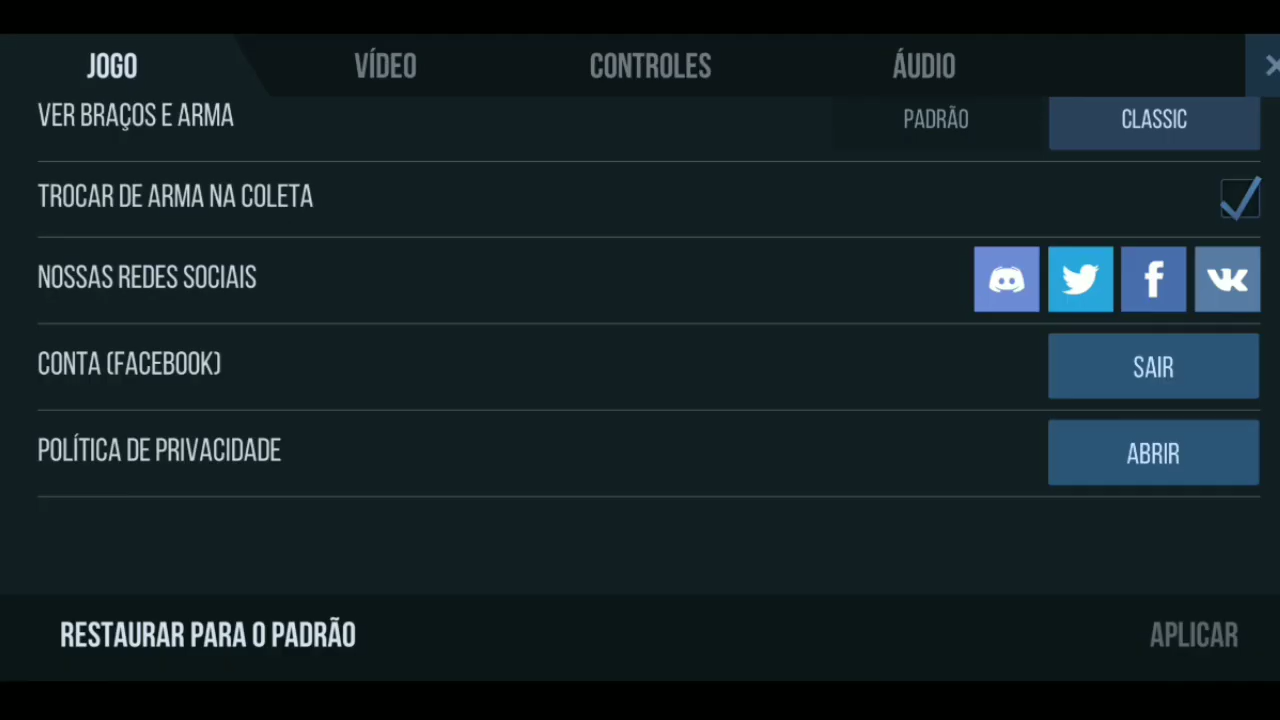 JOGO VÍDEO CONTROLES ÁUDIO
VER BRAÇOS E ARMA PADRÃO CLASSIC
TROCAR DE ARMA NA COLETA
NOSSAS REDES SOCIAIS
CONTA (FACEBOOK) SAIR
POLÍTICA DE PRIVACIDADE ABRIR
RESTAURAR PARA O PADRÃO APLICAR